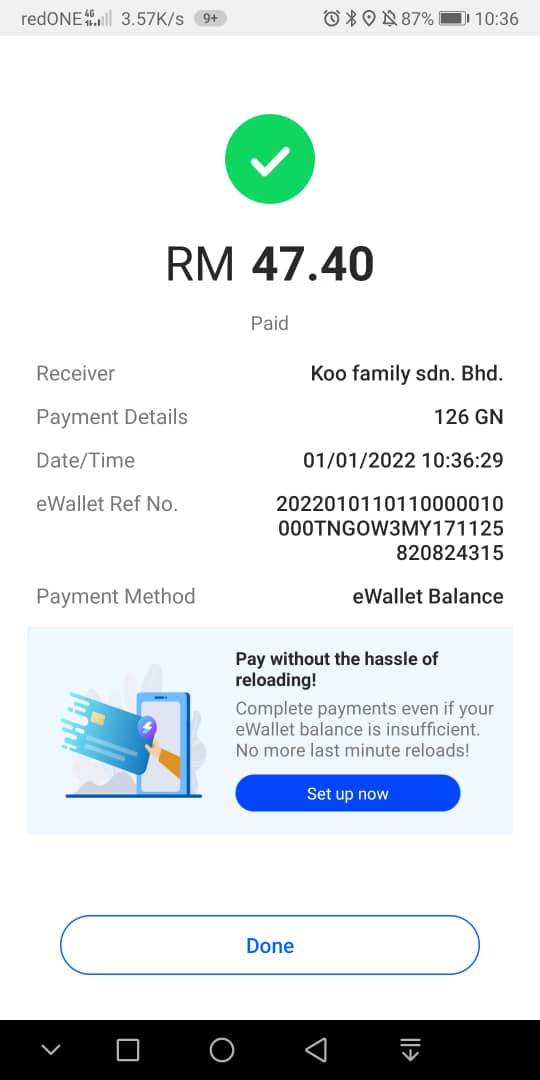 redONE 4G 3.57K/s 9+ 87% 10:36
RM 47.40
Paid
Receiver Koo family sdn. Bhd.
Payment Details 126 GN
Date/Time 01/01/2022 10:36:29
eWallet Ref No. 2022010110110000010
000TNGOW3MY171125
820824315
Payment Method eWallet Balance
Pay without the hassle of
reloading!
Complete payments even if your
eWallet balance is insufficient.
No more last minute reloads!
Set up now
Done